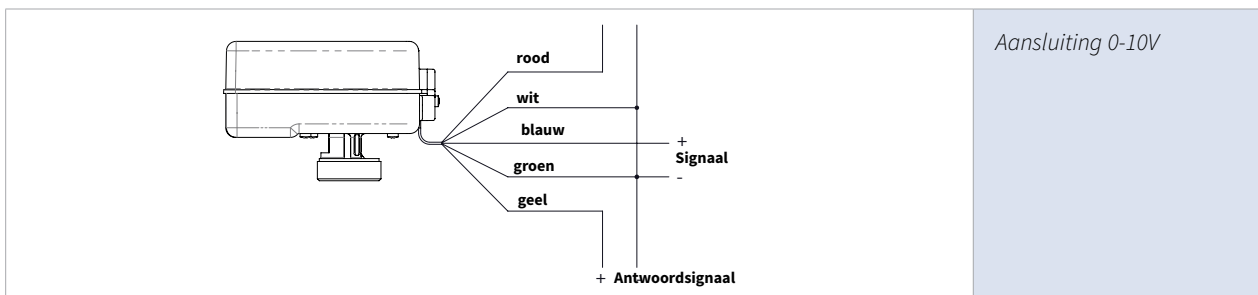 Aansluiting 0-10V
rood
wit
blauw
+
Signaal
groen
-
geel
+ Antwoordsignaal